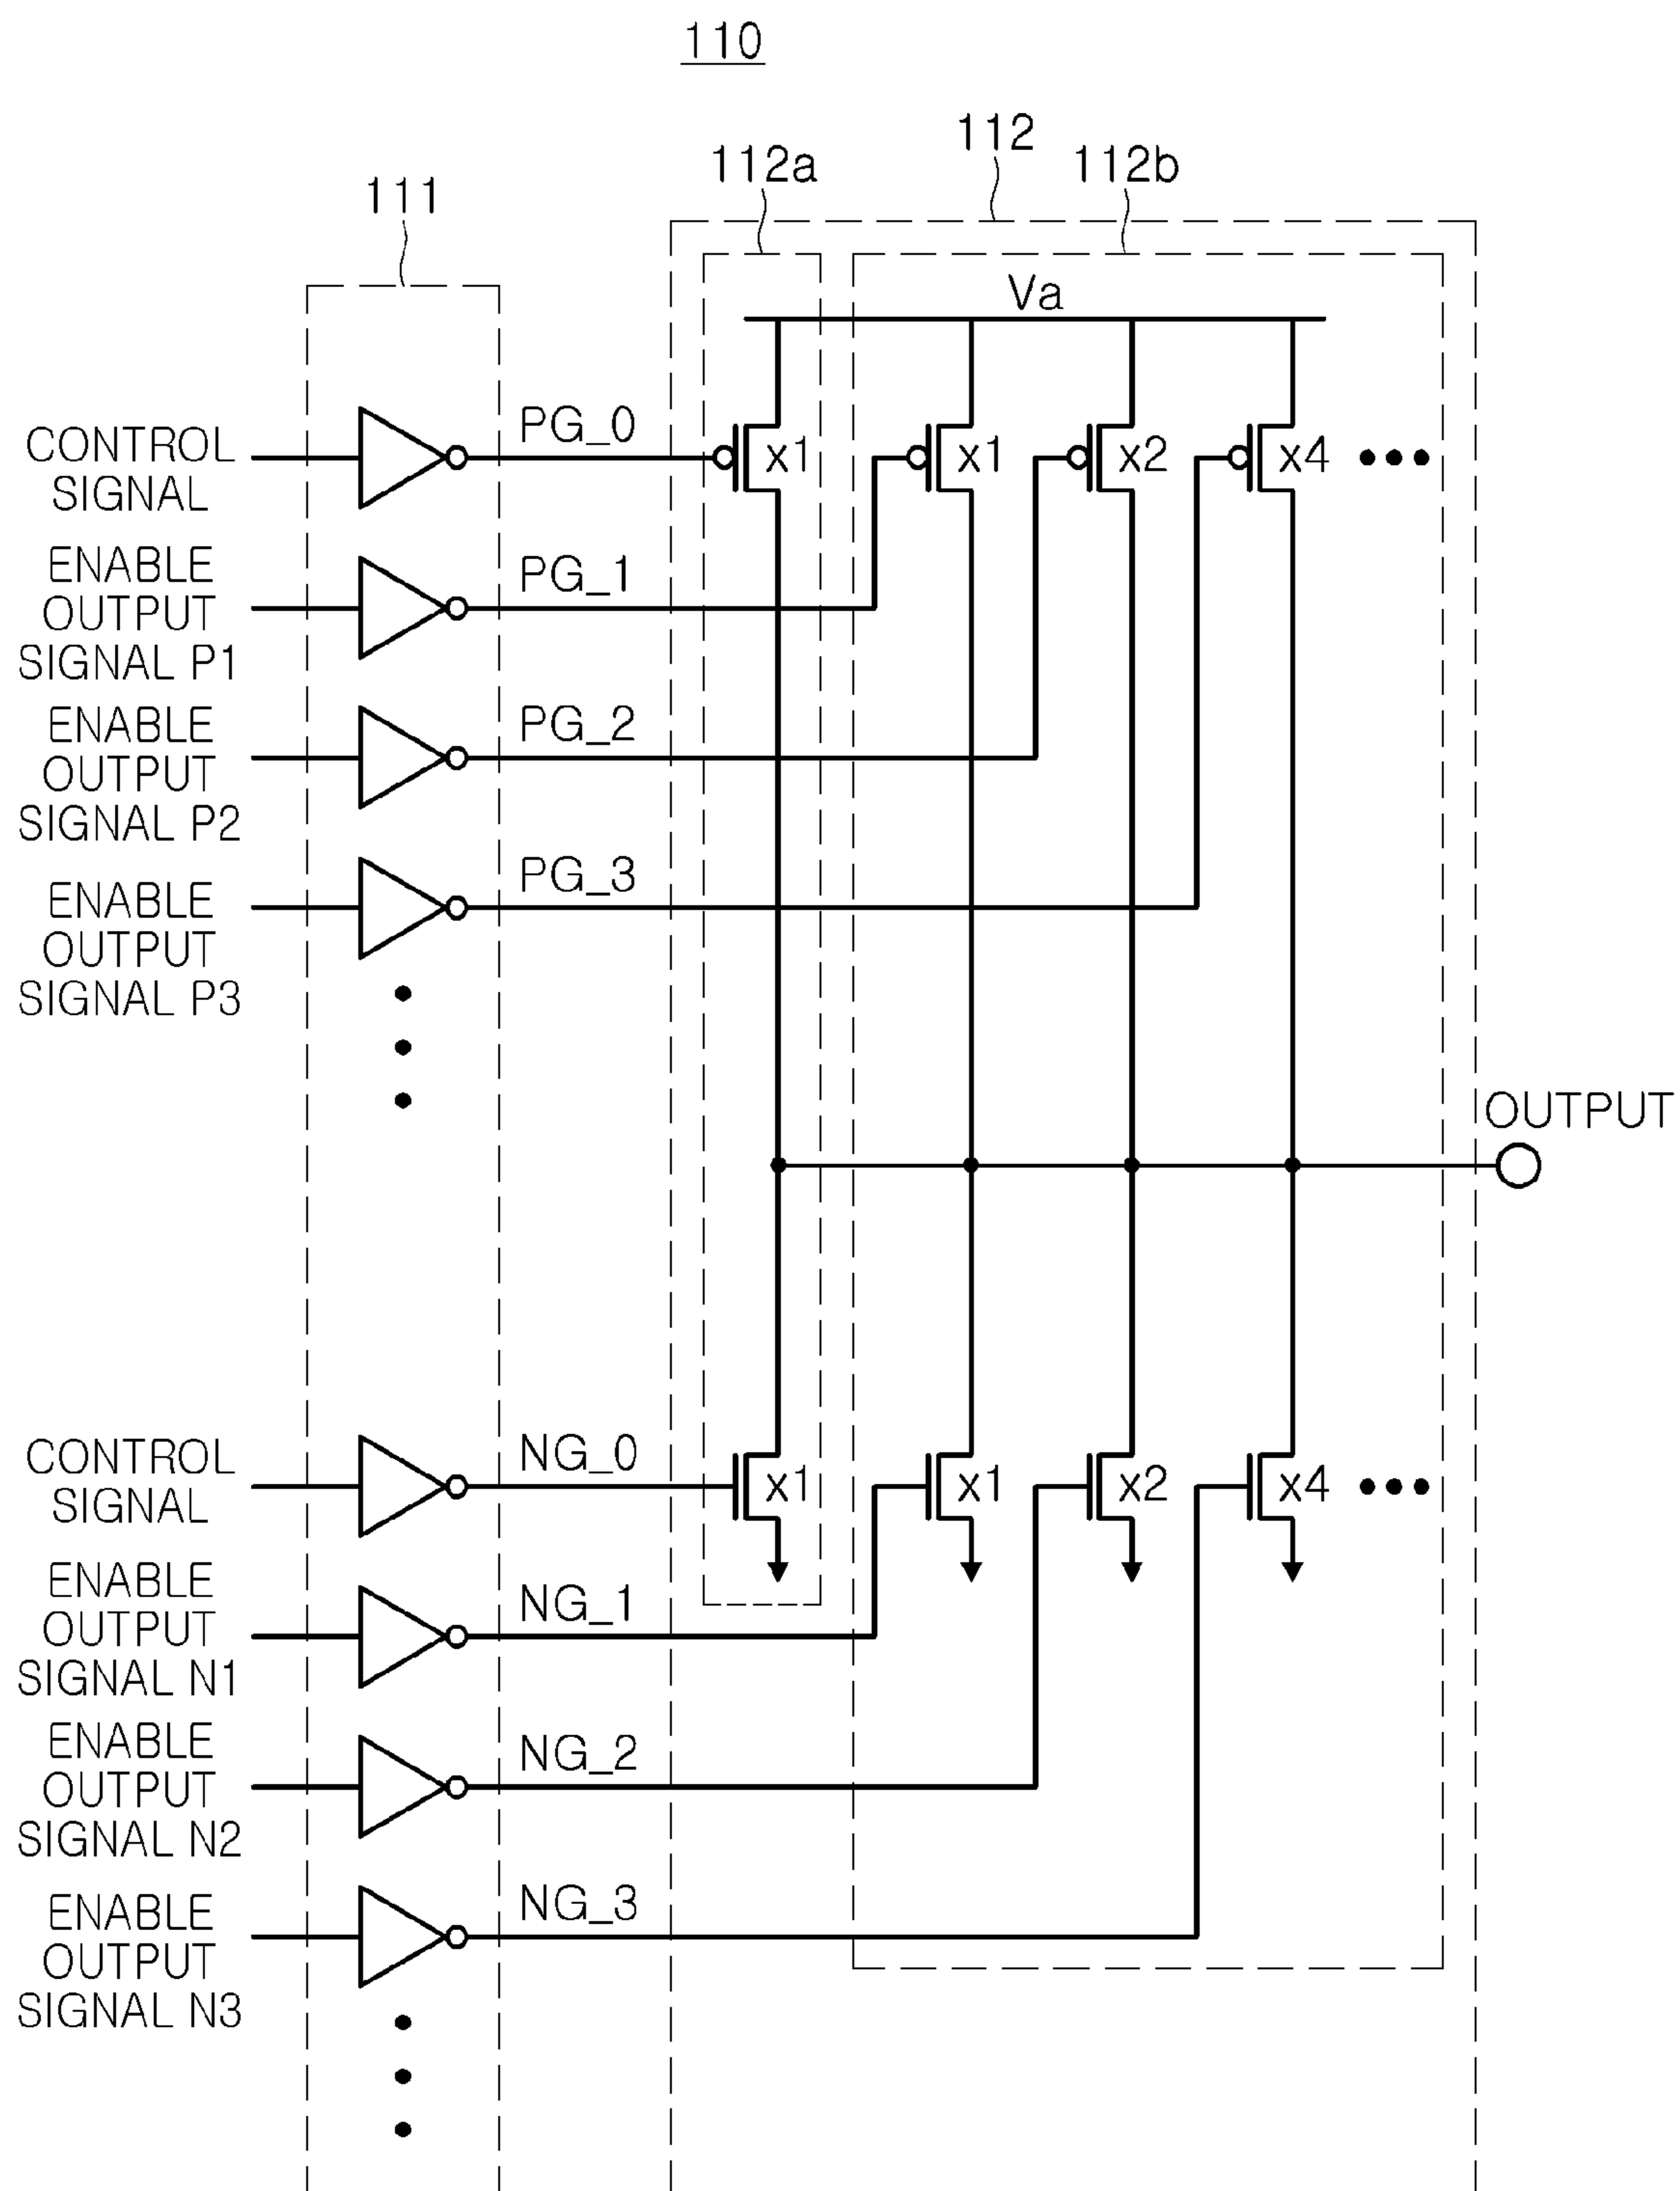 110
112
112a
112b
111
Va
CONTROL
SIGNAL
PG_0
x1
x1
x2
x4
ENABLE
OUTPUT
SIGNAL P1
PG_1
ENABLE
OUTPUT
SIGNAL P2
PG_2
ENABLE
OUTPUT
SIGNAL P3
PG_3
OUTPUT
CONTROL
SIGNAL
NG_0
x1
x1
x2
x4
ENABLE
OUTPUT
SIGNAL N1
NG_1
ENABLE
OUTPUT
SIGNAL N2
NG_2
ENABLE
OUTPUT
SIGNAL N3
NG_3